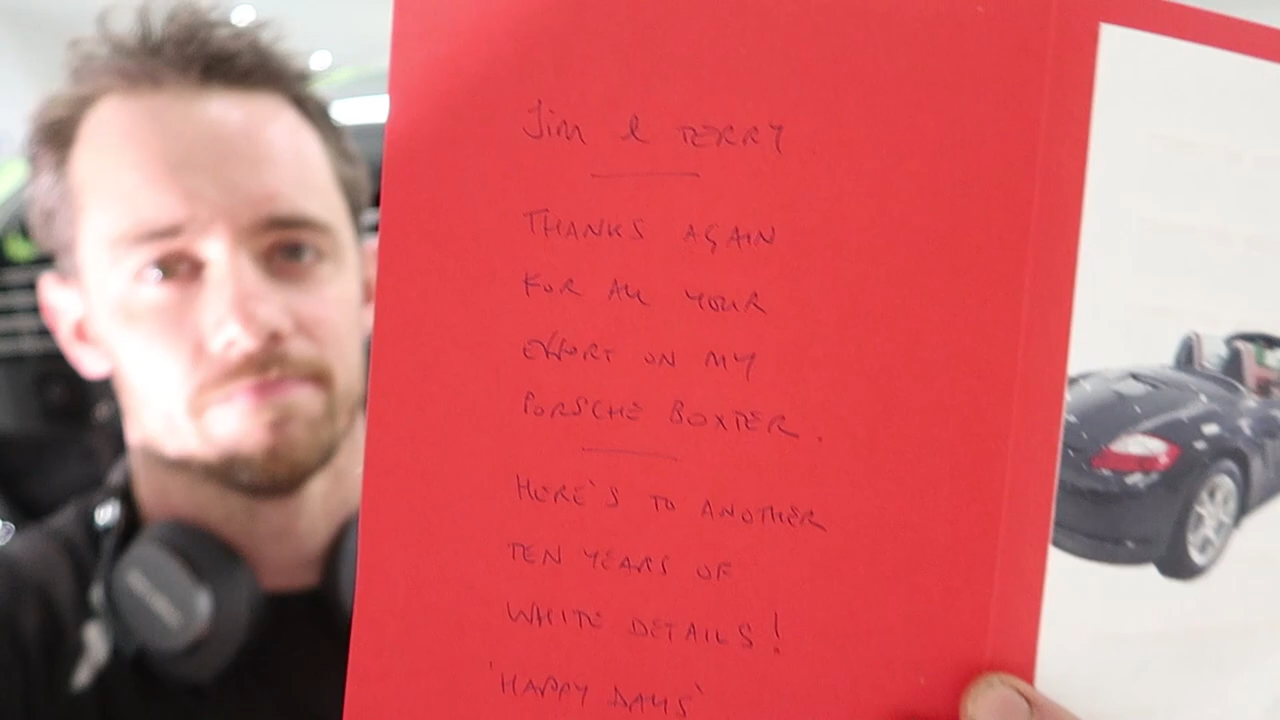 Jim & TERRY
THANKS AGAIN
FOR ALL YOUR
EFFORT ON MY
PORSCHE BOXTER.
HERE'S TO ANOTHER
TEN YEARS OF
WHITE DETAILS!
'HAPPY DAYS'